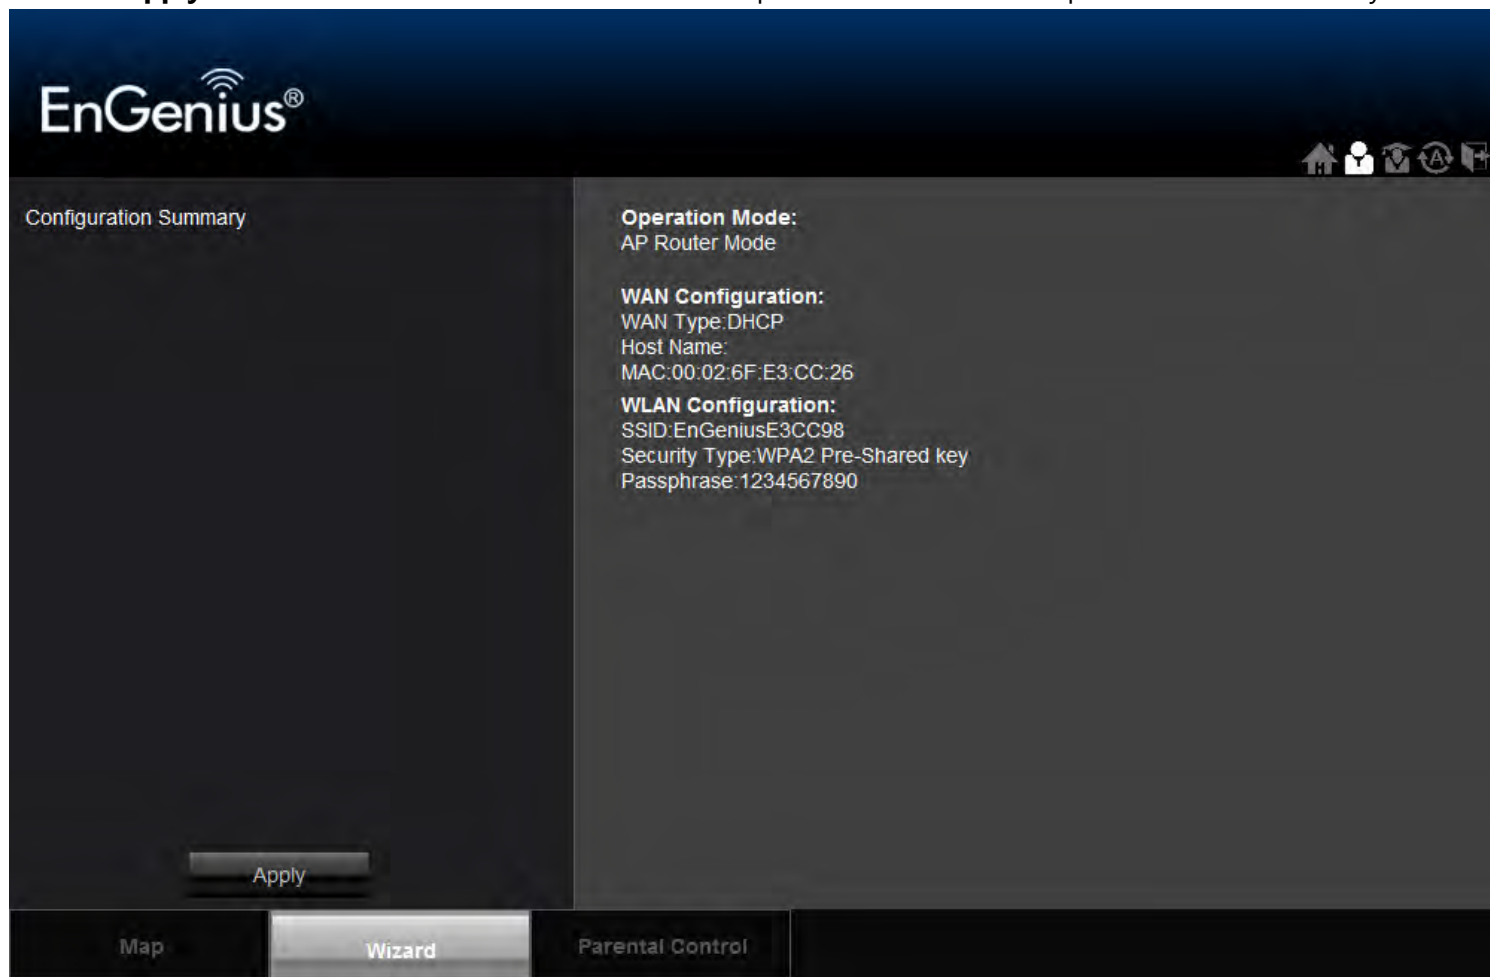 Apply
EnGenius®
Configuration Summary
Operation Mode:
AP Router Mode
WAN Configuration:
WAN Type:DHCP
Host Name:
MAC:00:02:6F:E3:CC:26
WLAN Configuration:
SSID:EnGeniusE3CC98
Security Type:WPA2 Pre-Shared key
Passphrase:1234567890
Apply
Map
Wizard
Parental Control